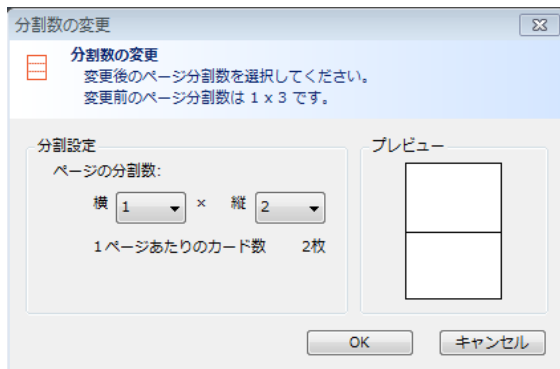 分割数の変更
分割数の変更
変更後のページ分割数を選択してください。
変更前のページ分割数は 1 x 3 です。
分割設定
ページの分割数:
横 1 × 縦 2
1ページあたりのカード数 2枚
プレビュー
OK キャンセル